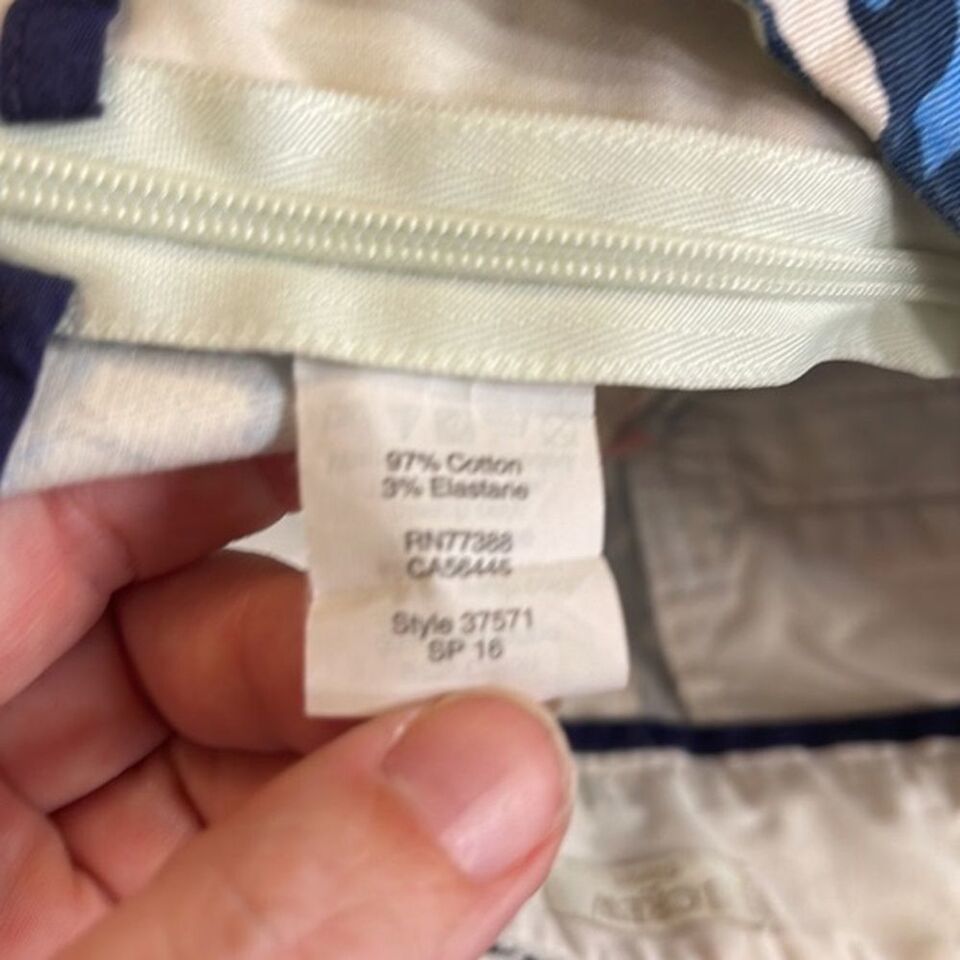 97% Cotton
3% Elastane
RN77388
CA56445
Style 37571
SP 16